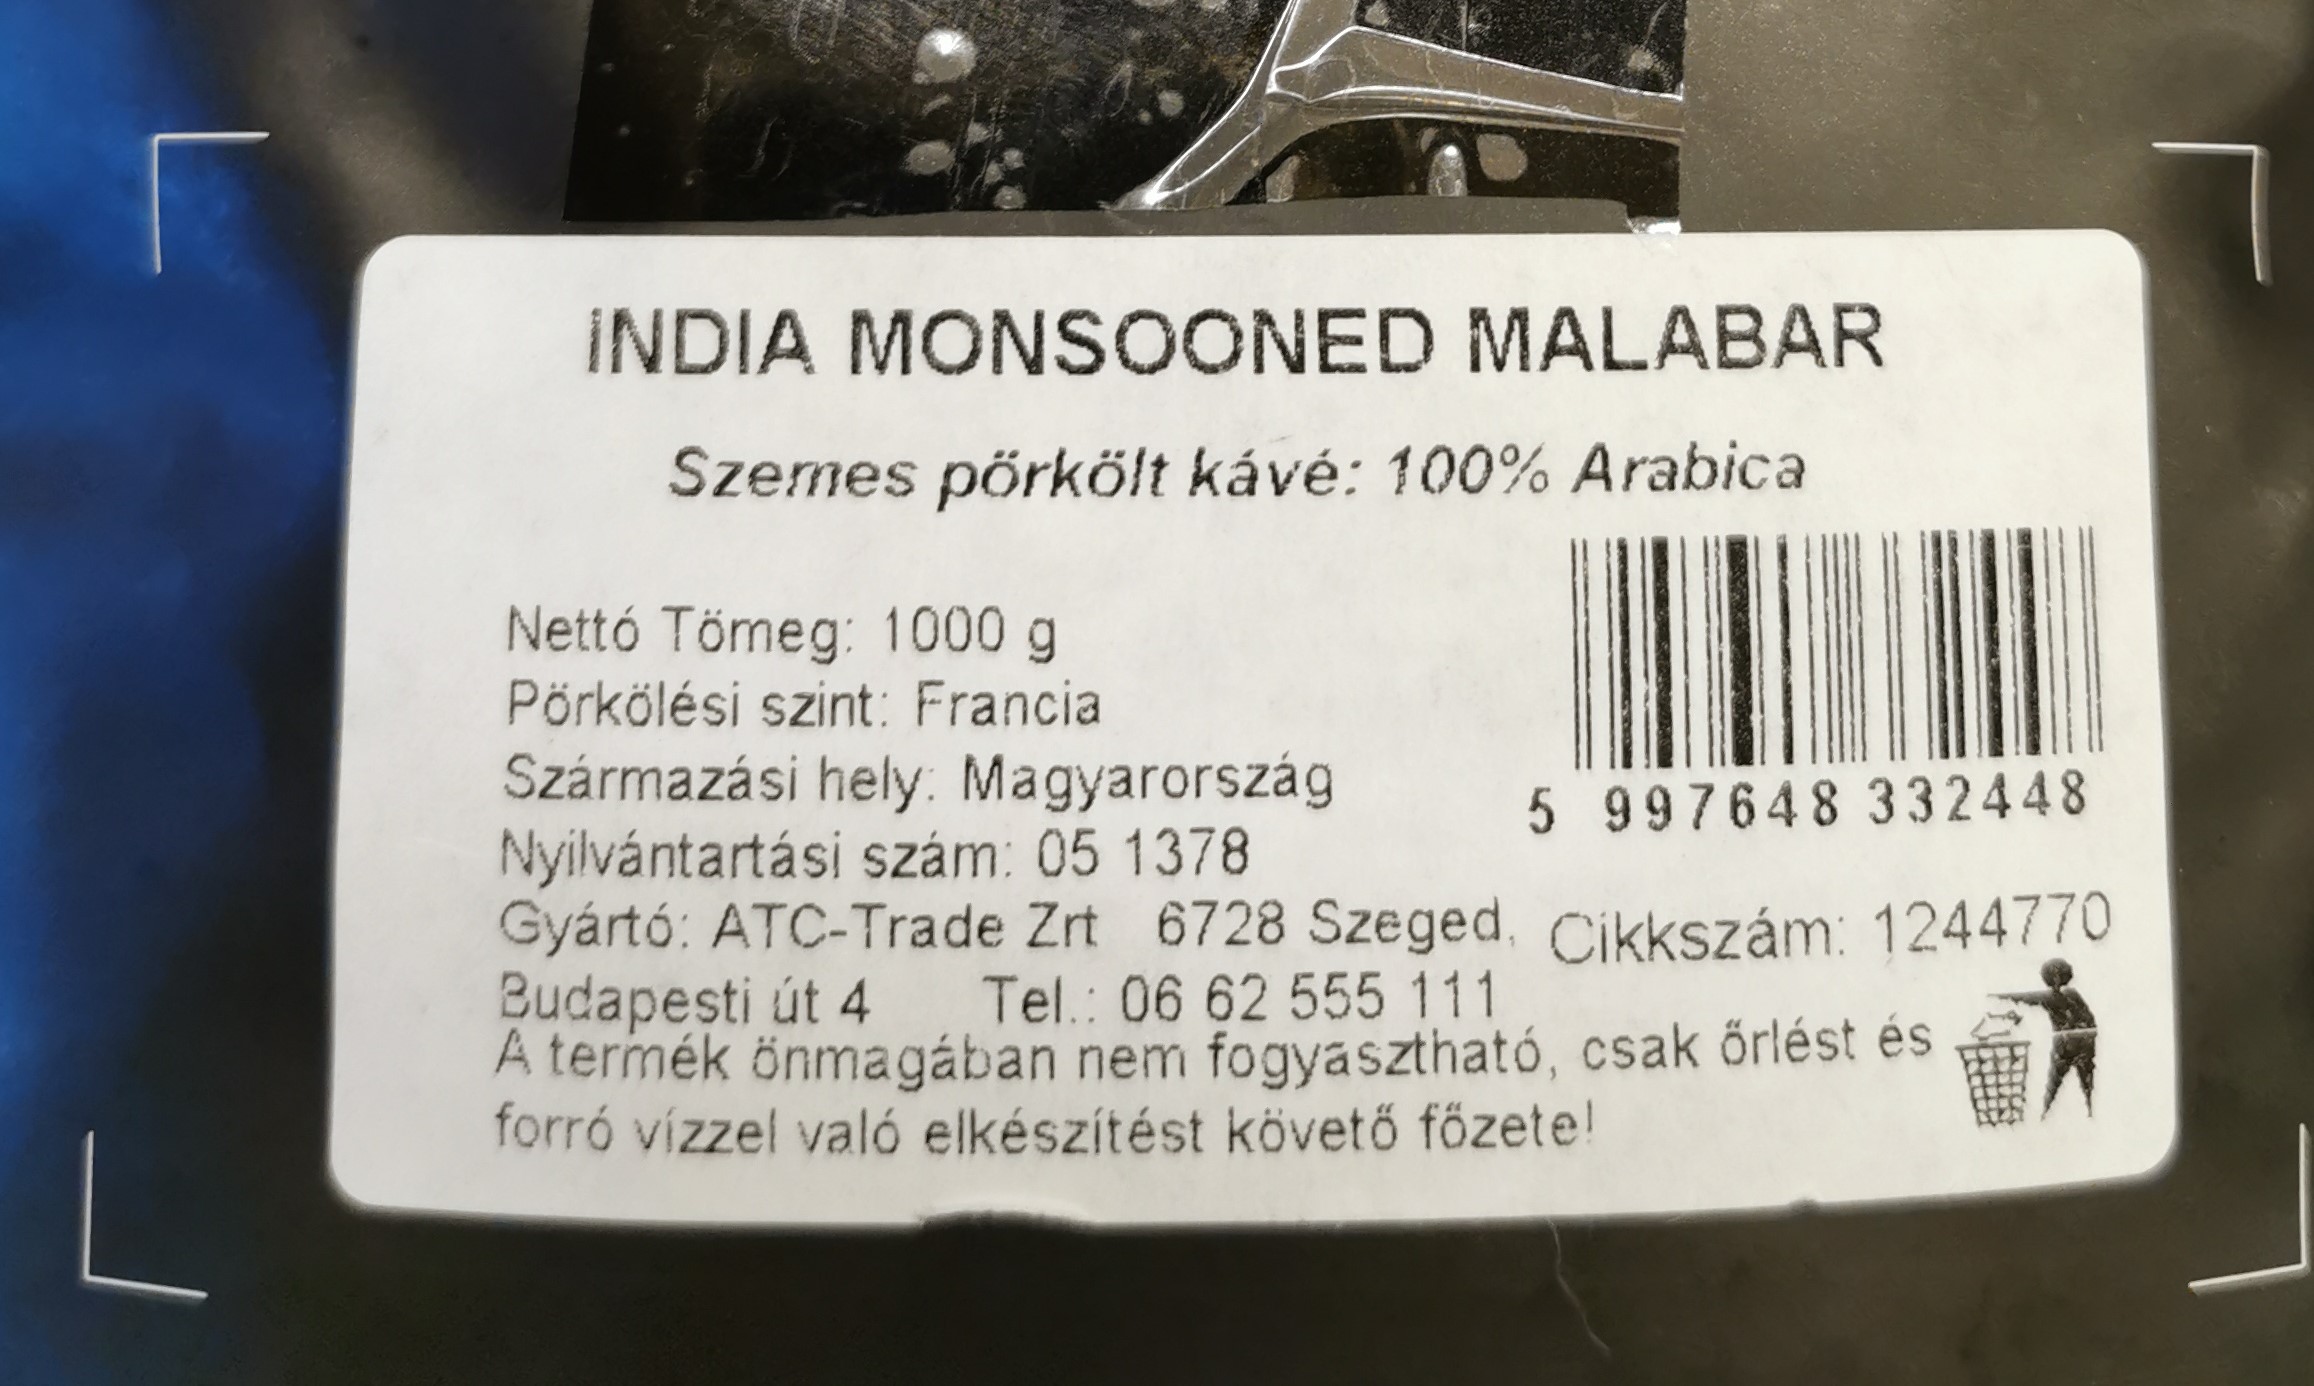 INDIA MONSOONED MALABAR
Szemes pörkölt kávé: 100% Arabica
Nettó Tömeg: 1000 g
Pörkölési szint: Francia
Származási hely: Magyarország
Nyilvántartási szám: 05 1378
5 997648 332448
Gyártó: ATC-Trade Zrt 6728 Szeged,
Cikkszám: 1244770
Budapesti út 4 Tel.: 06 62 555 111
A termék önmagában nem fogyasztható, csak őrlést és
forró vízzel való elkészítést követő főzete!